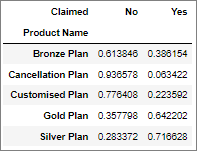 Claimed No Yes
Product Name
Bronze Plan 0.613846 0.386154
Cancellation Plan 0.936578 0.063422
Customised Plan 0.776408 0.223592
Gold Plan 0.357798 0.642202
Silver Plan 0.283372 0.716628